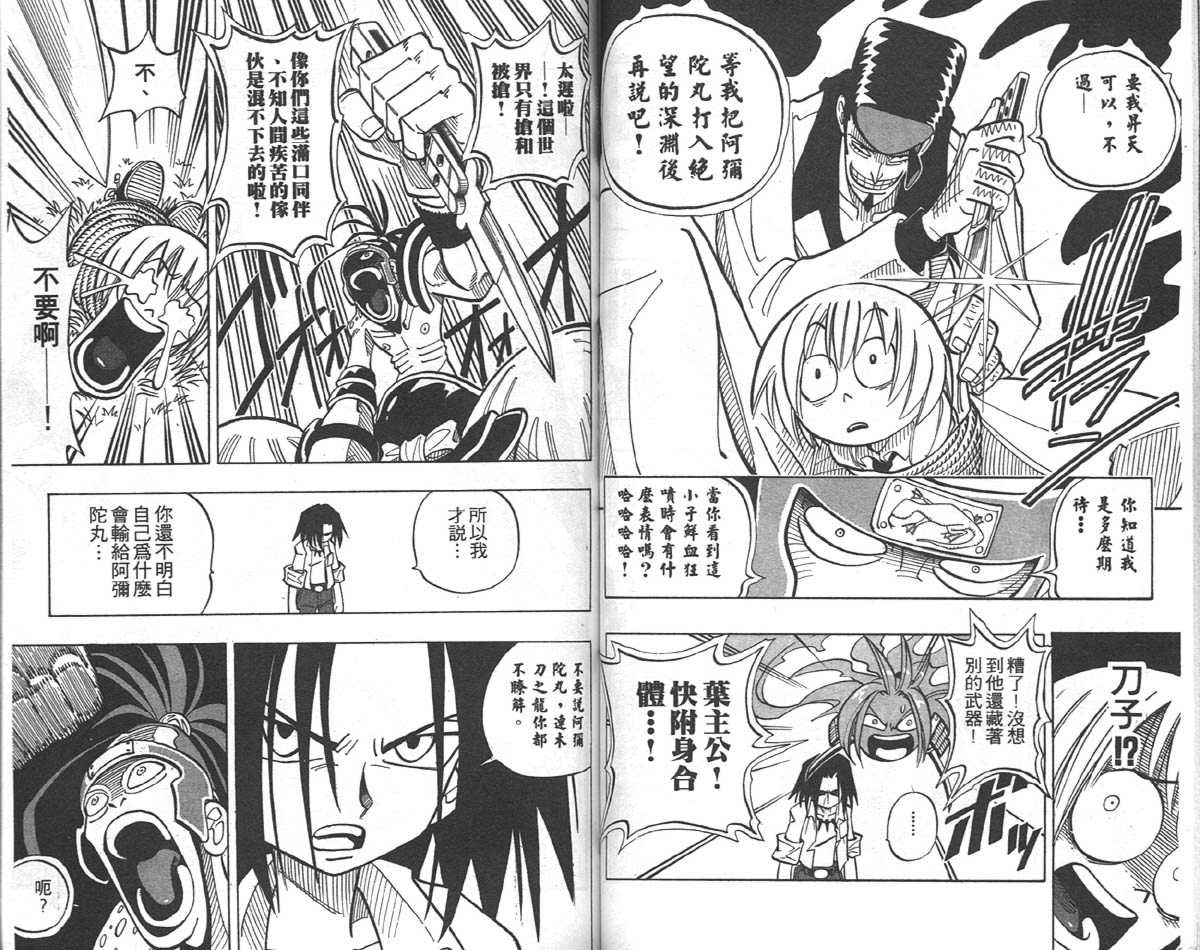 要我昇天
可以，不
過—
等我把阿彌
陀丸打入絕
望的深淵後
再說吧！
你知道我
是多麼期
待…
當你看到這
小子鮮血狂
噴時會有什
麼表情嗎？
哈哈哈哈！
刀子!?
糟了！沒想
到他還藏著
別的武器！
葉主公！
快附身合
體……！
……
ボッ
7
太遲啦—
—！這個世
界只有搶和
被搶！
像你們這些滿口同伴
、不知人間疾苦的傢
伙是混不下去的啦！
不、
不要啊——！
所以我
才說…
你還不明白
自己爲什麼
會輸給阿彌
陀丸…
不要說阿彌
陀丸，連木
刀之龍你都
不瞭解。
呃？